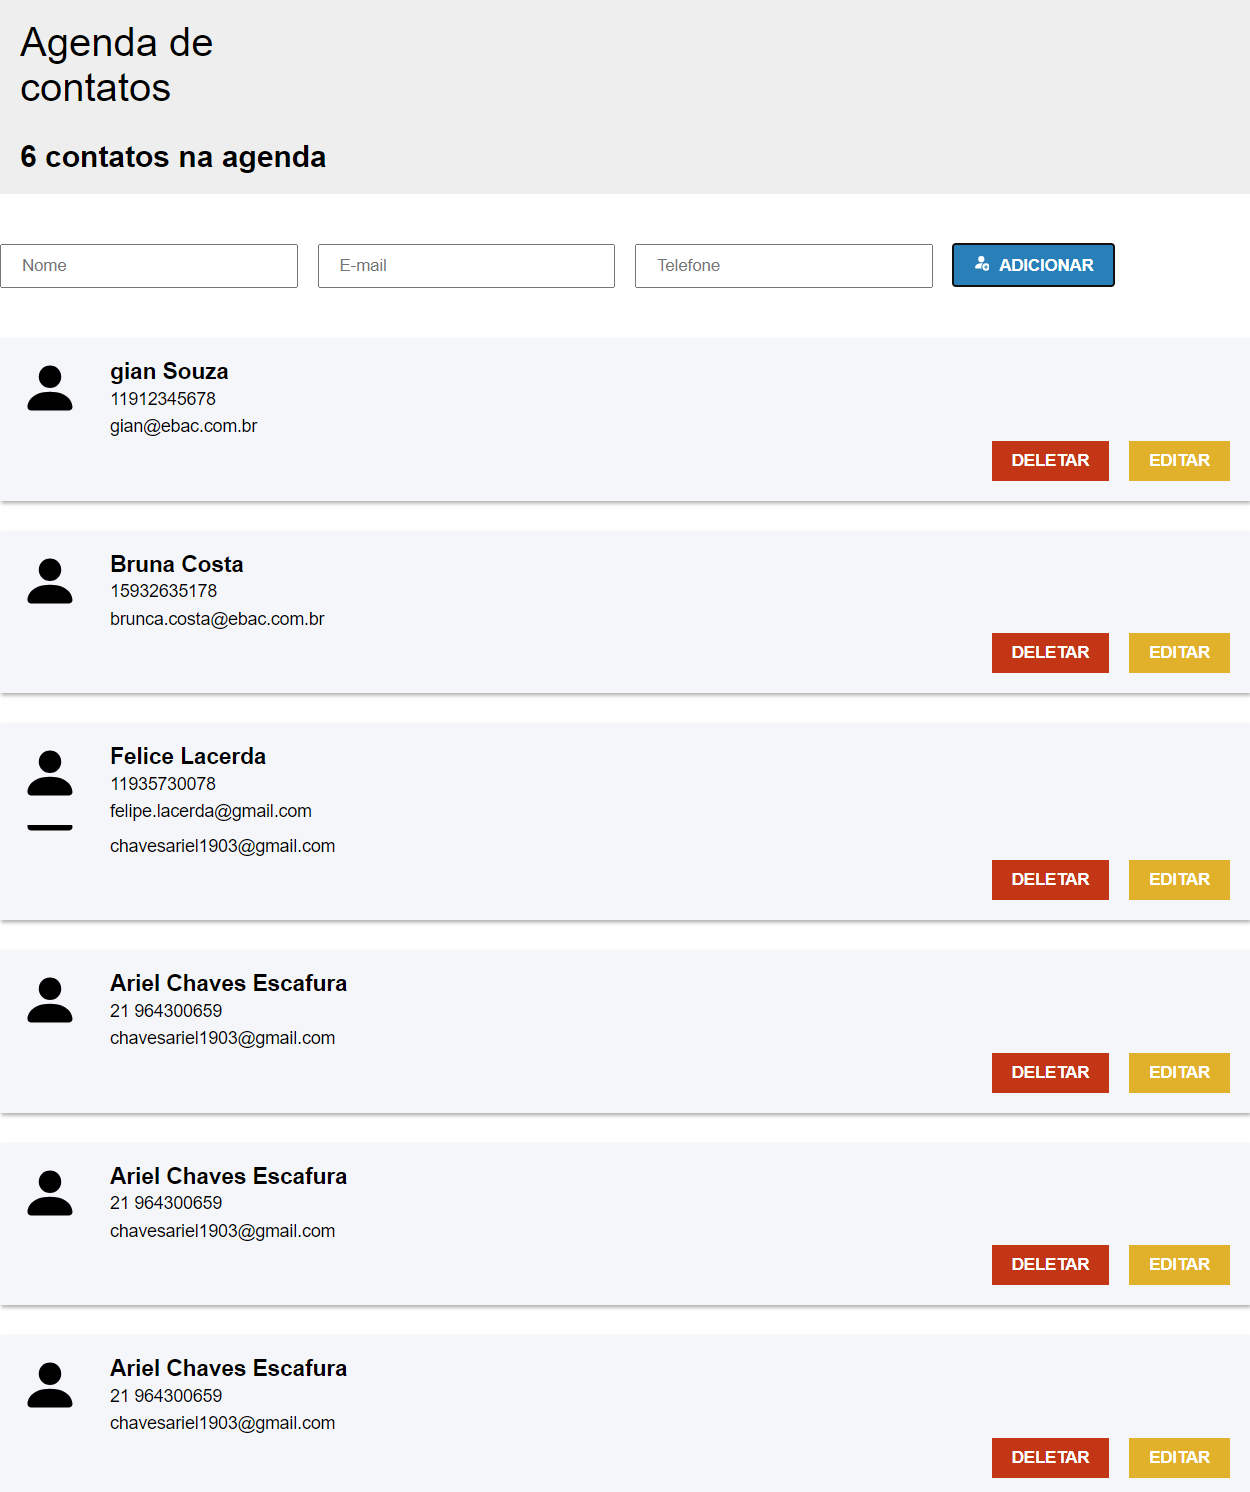 Agenda de
contatos
6 contatos na agenda
Nome
E-mail
Telefone
ADICIONAR
gian Souza
11912345678
gian@ebac.com.br
DELETAR
EDITAR
Bruna Costa
15932635178
brunca.costa@ebac.com.br
DELETAR
EDITAR
Felice Lacerda
11935730078
felipe.lacerda@gmail.com
chavesariel1903@gmail.com
DELETAR
EDITAR
Ariel Chaves Escafura
21 964300659
chavesariel1903@gmail.com
DELETAR
EDITAR
Ariel Chaves Escafura
21 964300659
chavesariel1903@gmail.com
DELETAR
EDITAR
Ariel Chaves Escafura
21 964300659
chavesariel1903@gmail.com
DELETAR
EDITAR